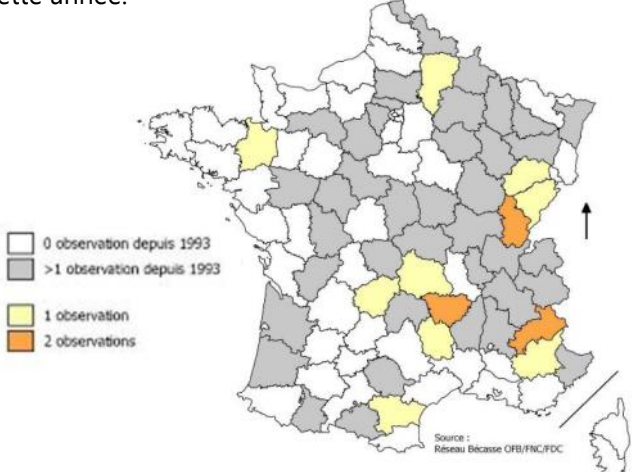 ette année.
0 observation depuis 1993
>1 observation depuis 1993
1 observation
2 observations
Source :
Réseau Bécasse OFB/FNC/FDC